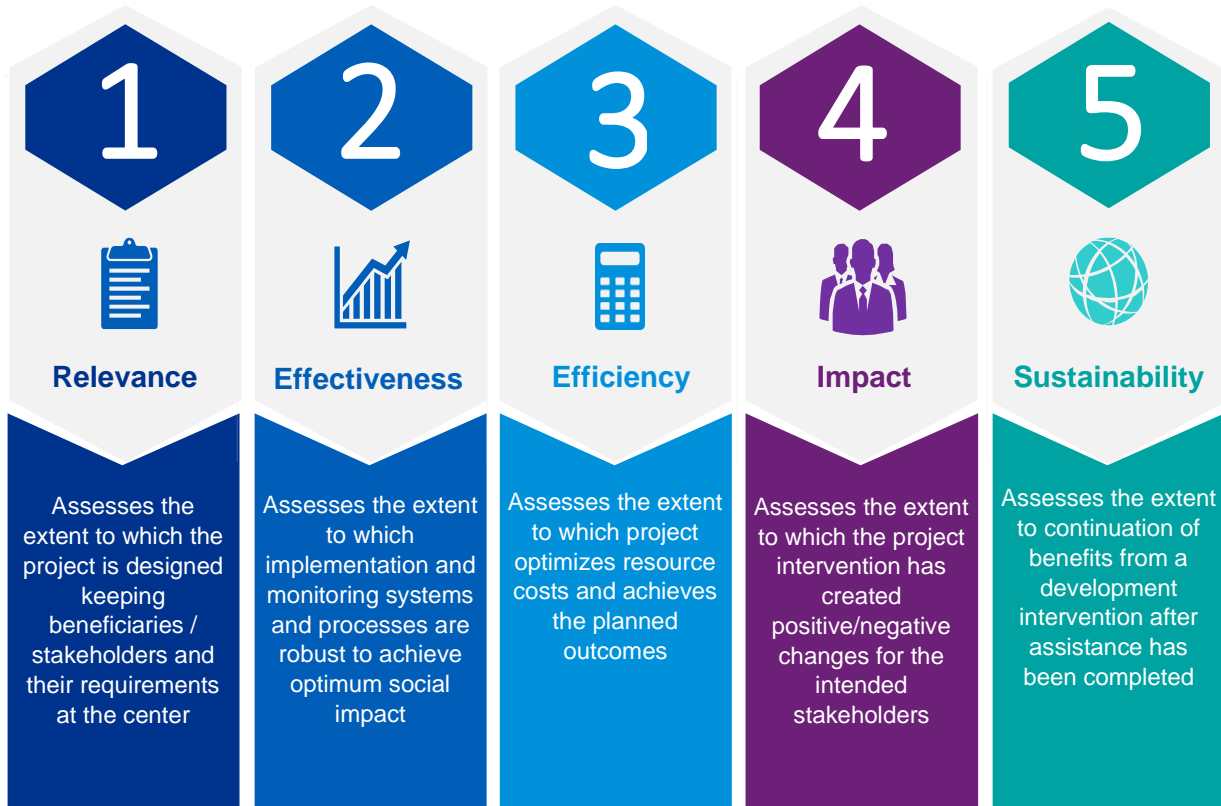 1
Relevance
Assesses the
extent to which the
project is designed
keeping
beneficiaries /
stakeholders and
their requirements
at the center
2
Effectiveness
Assesses the extent
to which
implementation and
monitoring systems
and processes are
robust to achieve
optimum social
impact
3
Efficiency
Assesses the extent
to which project
optimizes resource
costs and achieves
the planned
outcomes
4
Impact
Assesses the extent
to which the project
intervention has
created
positive/negative
changes for the
intended
stakeholders
5
Sustainability
Assesses the extent
to continuation of
benefits from a
development
intervention after
assistance has
been completed